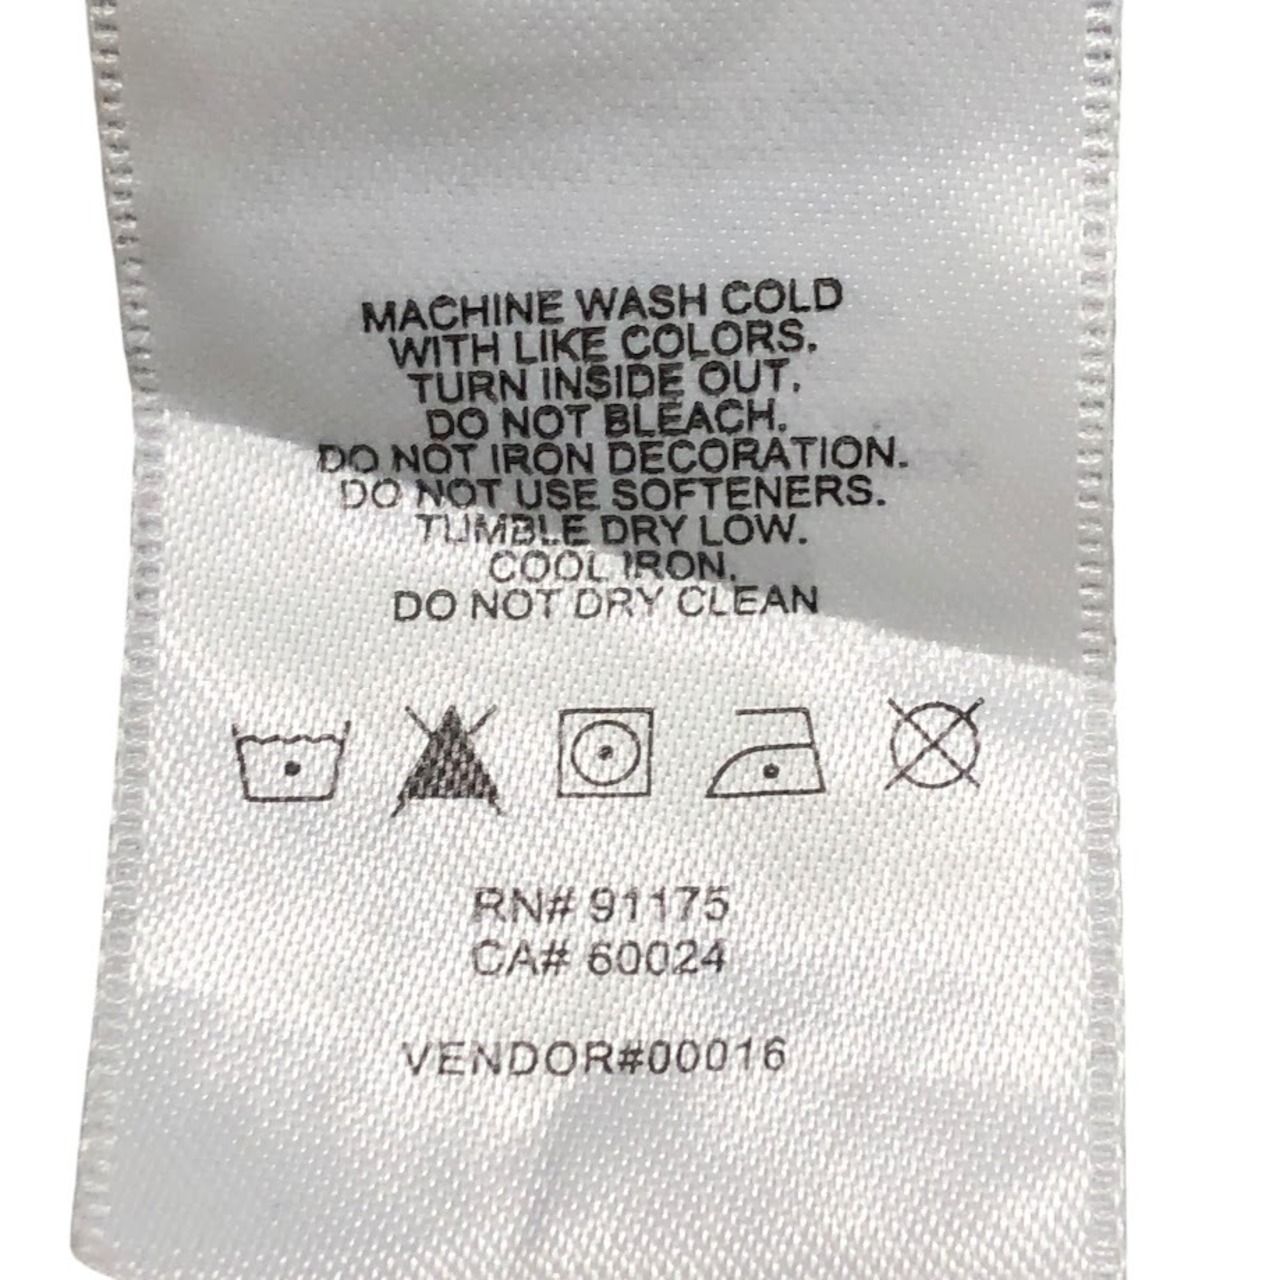 MACHINE WASH COLD
WITH LIKE COLORS.
TURN INSIDE OUT.
DO NOT BLEACH.
DO NOT IRON DECORATION.
DO NOT USE SOFTENERS.
TUMBLE DRY LOW.
COOL IRON.
DO NOT DRY CLEAN
RN# 91175
CA# 60024
VENDOR#00016